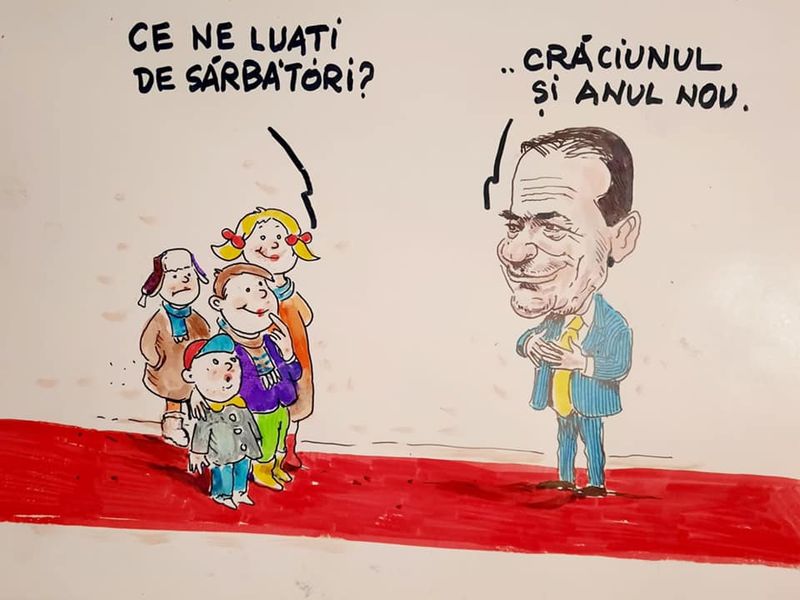 CE NE LUAȚI
DE SĂRBĂTORI?
..CRĂCIUNUL
ȘI ANUL NOU.